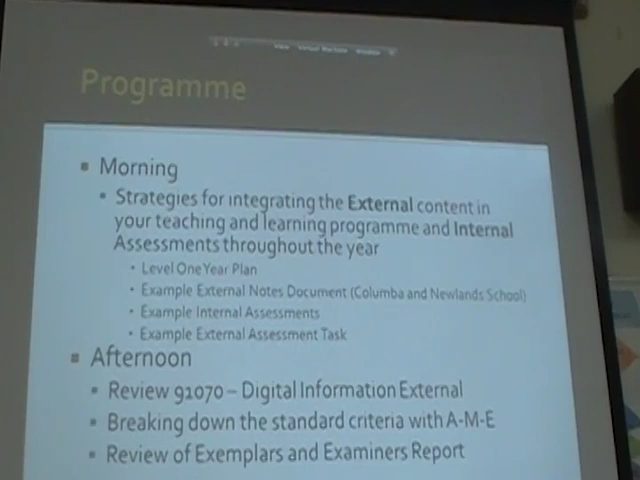 Programme
Morning
Strategies for integrating the External content in
your teaching and learning programme and Internal
Assessments throughout the year
Level One Year Plan
Example External Notes Document (Columba and Newlands School)
Example Internal Assessments
Example External Assessment Task
Afternoon
Review 91070 – Digital Information External
Breaking down the standard criteria with A-M-E
Review of Exemplars and Examiners Report